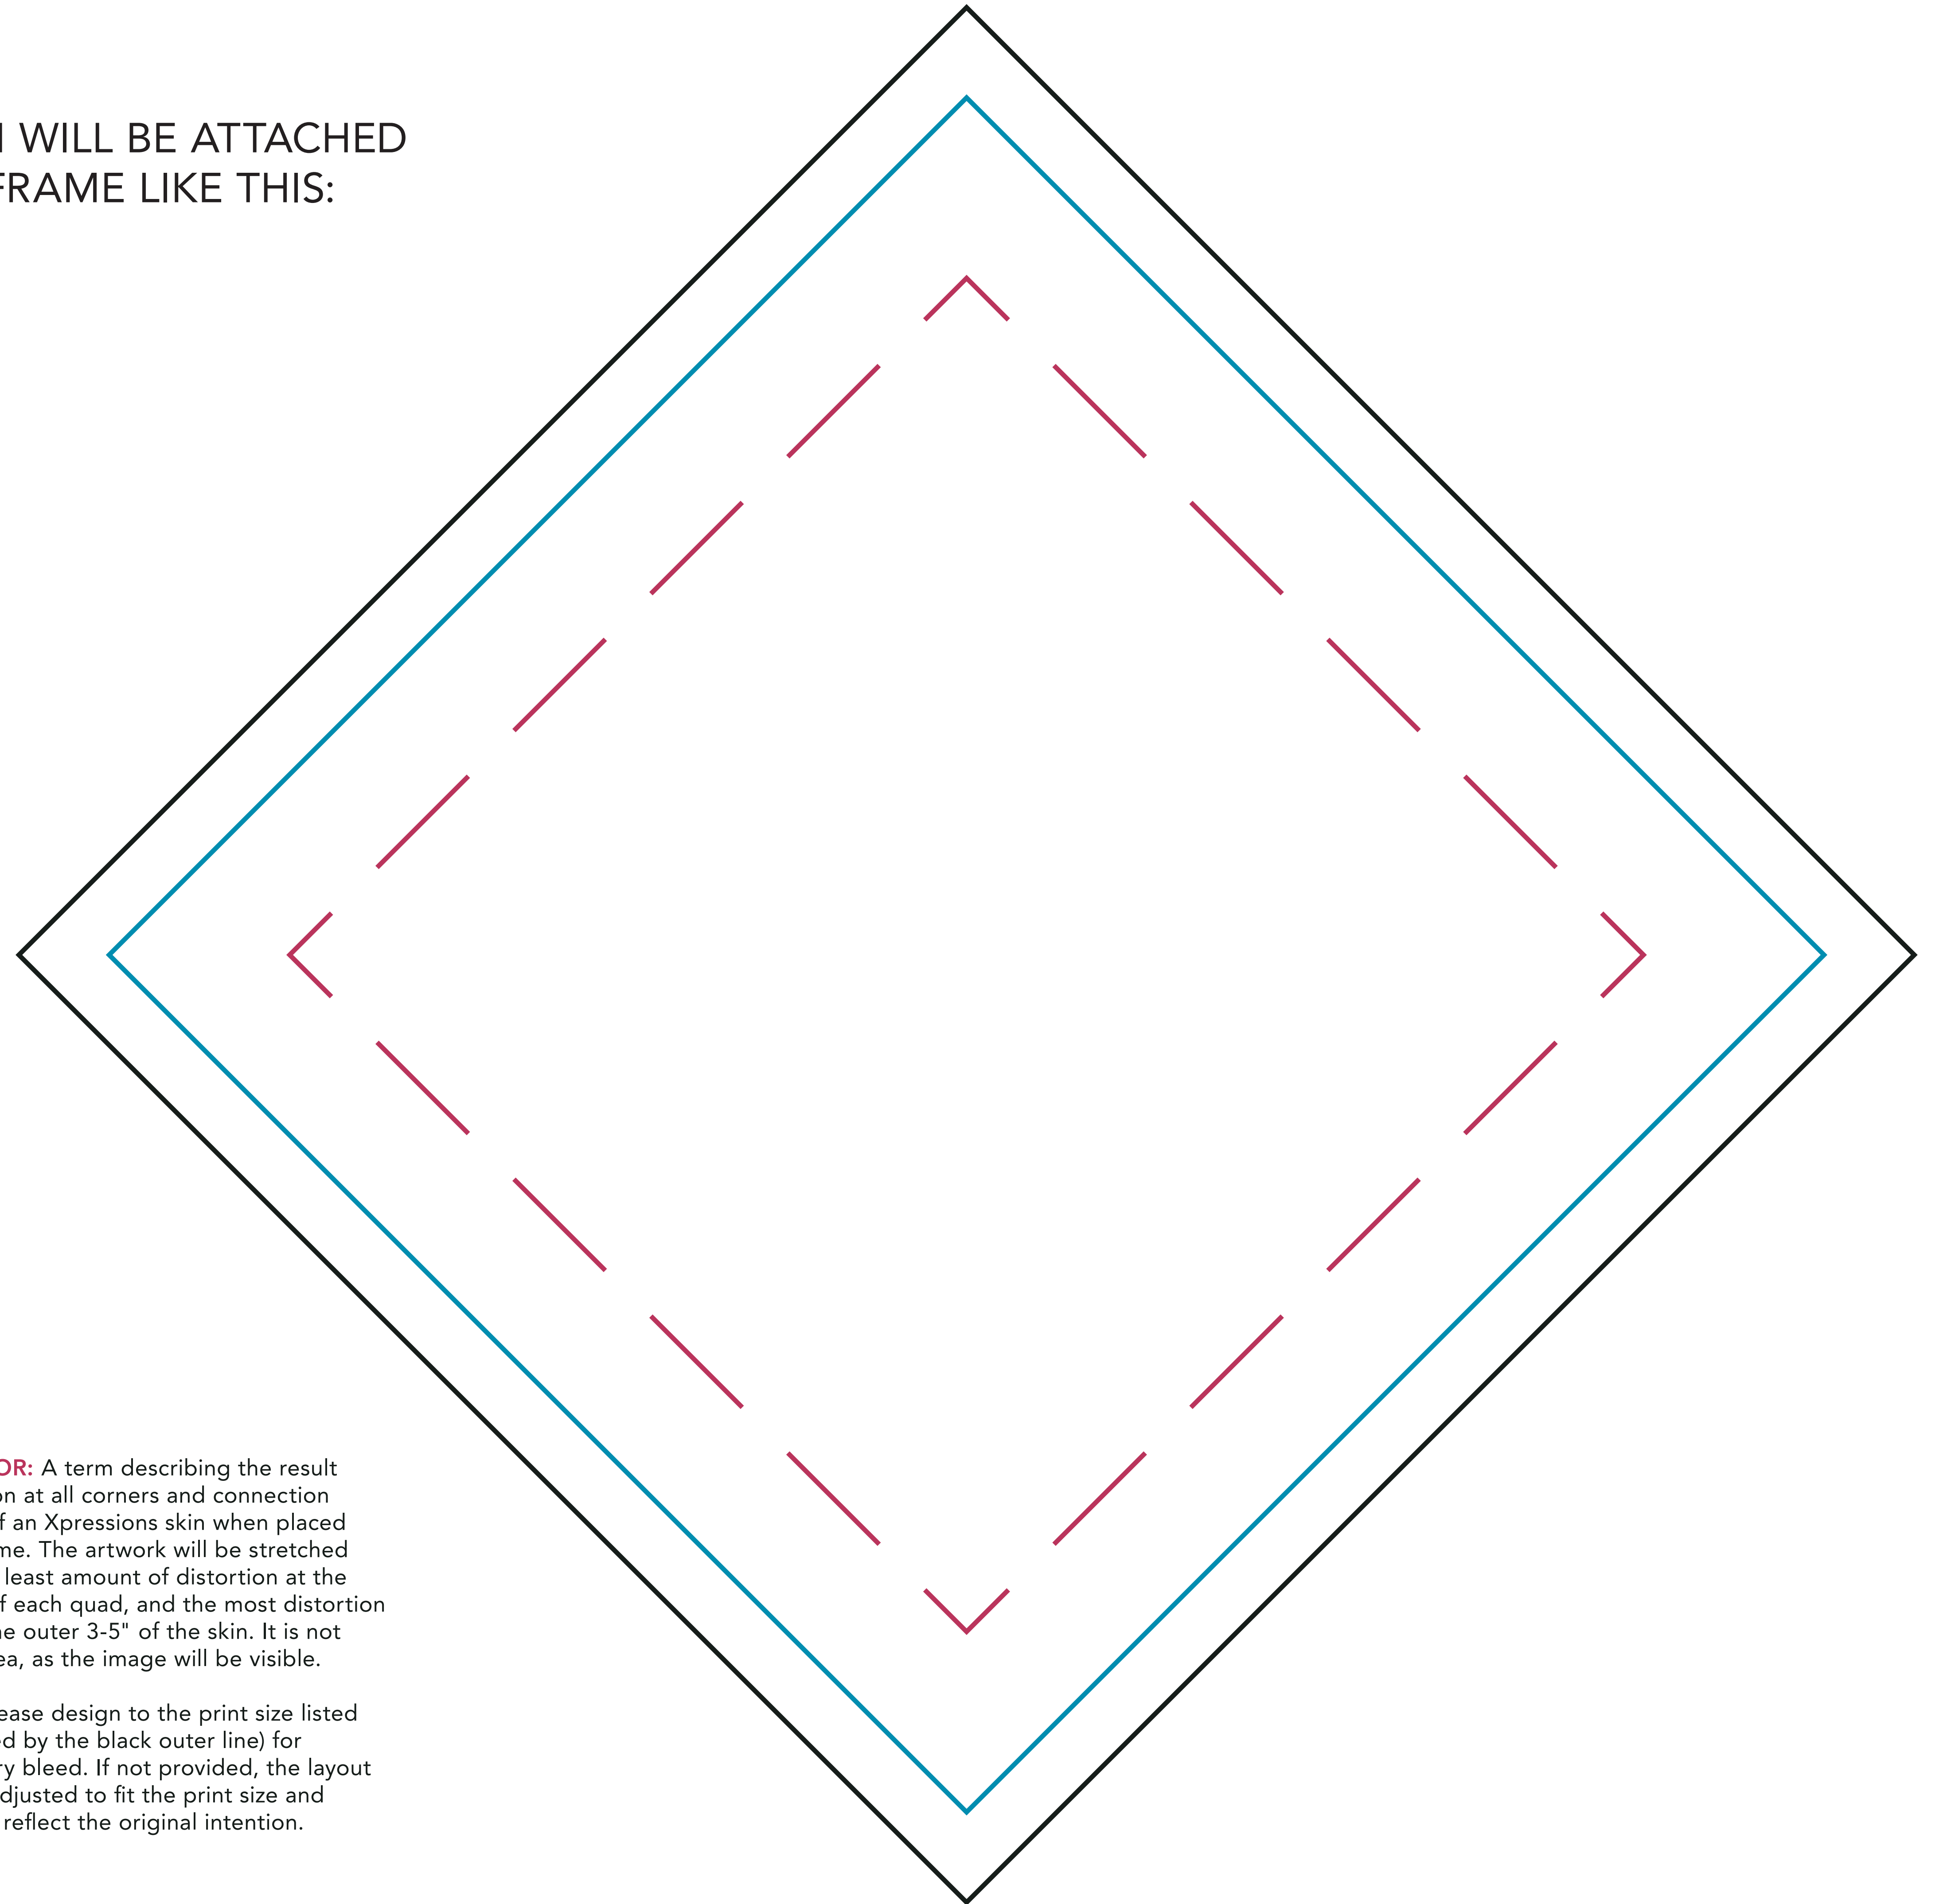 WILL BE ATTACHED
FRAME LIKE THIS:
OR: A term describing the result
on at all corners and connection
f an Xpressions skin when placed
me. The artwork will be stretched
least amount of distortion at the
f each quad, and the most distortion
he outer 3-5" of the skin. It is not
ea, as the image will be visible.
ease design to the print size listed
ed by the black outer line) for
ry bleed. If not provided, the layout
djusted to fit the print size and
reflect the original intention.